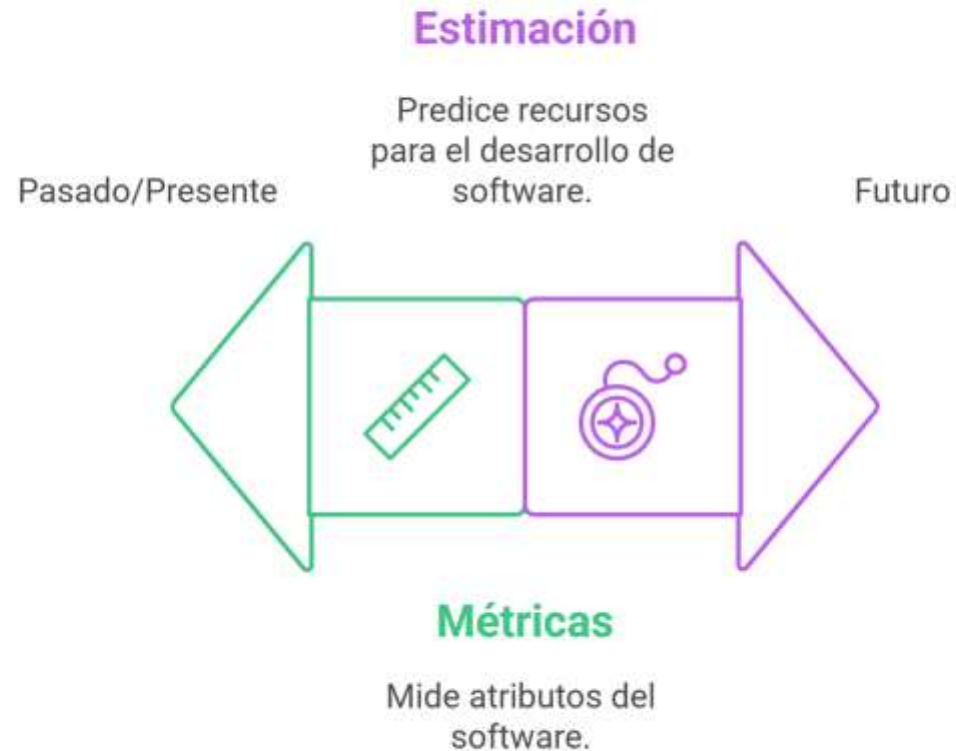 Estimación
Predice recursos
para el desarrollo de
software.
Pasado/Presente
Futuro
Métricas
Mide atributos del
software.